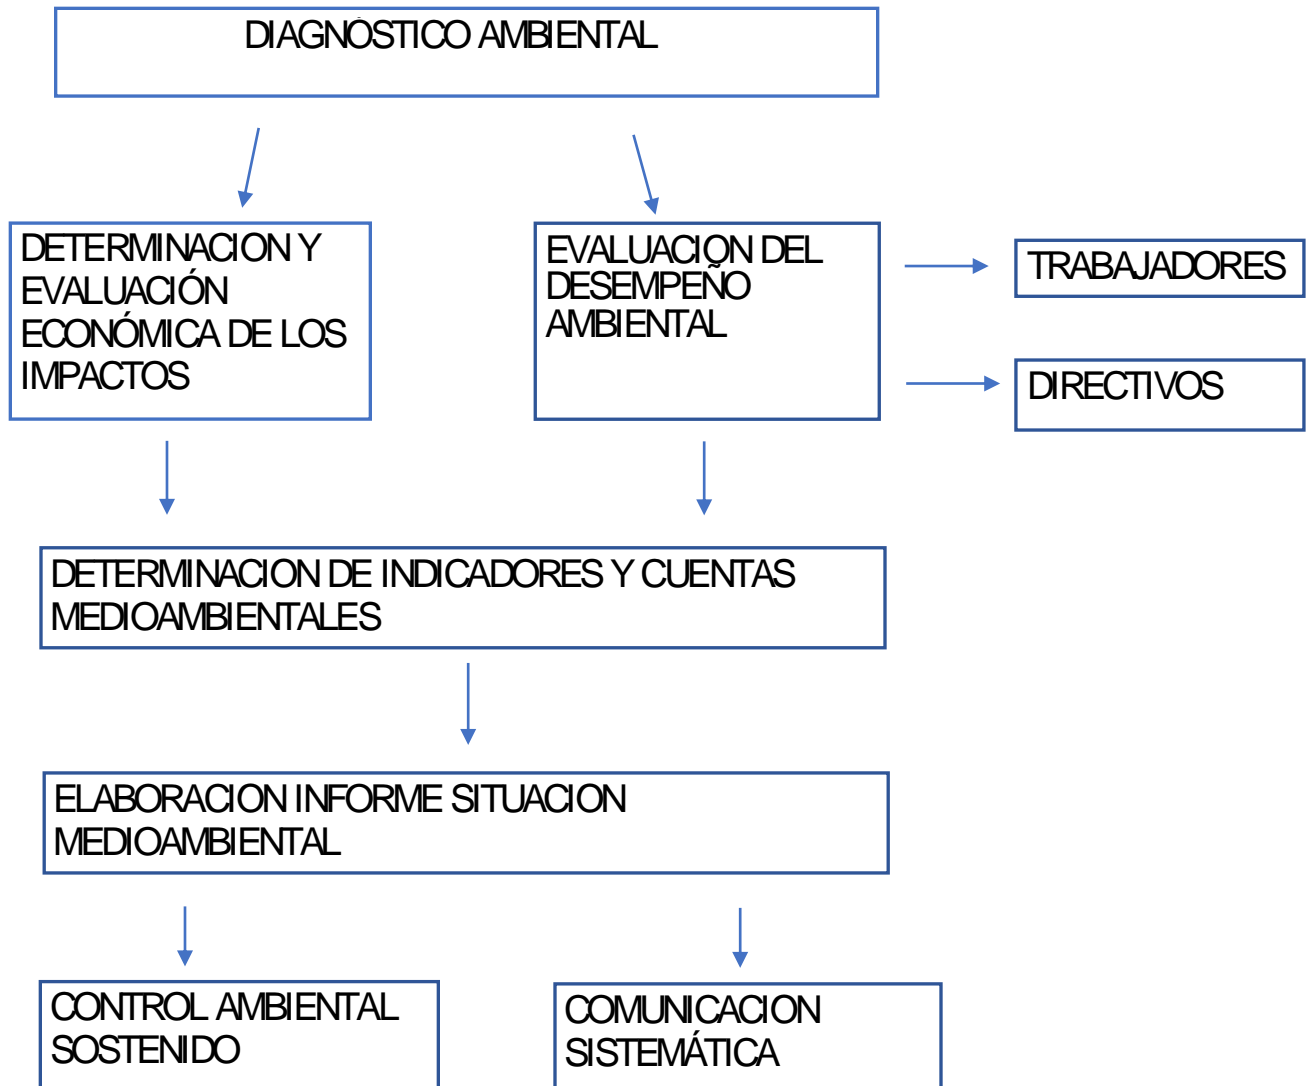 DIAGNÓSTICO AMBIENTAL
DETERMINACION Y
EVALUACIÓN
ECONÓMICA DE LOS
IMPACTOS
EVALUACION DEL
DESEMPEÑO
AMBIENTAL
TRABAJADORES
DIRECTIVOS
DETERMINACION DE INDICADORES Y CUENTAS
MEDIOAMBIENTALES
ELABORACION INFORME SITUACION
MEDIOAMBIENTAL
CONTROL AMBIENTAL
SOSTENIDO
COMUNICACION
SISTEMÁTICA